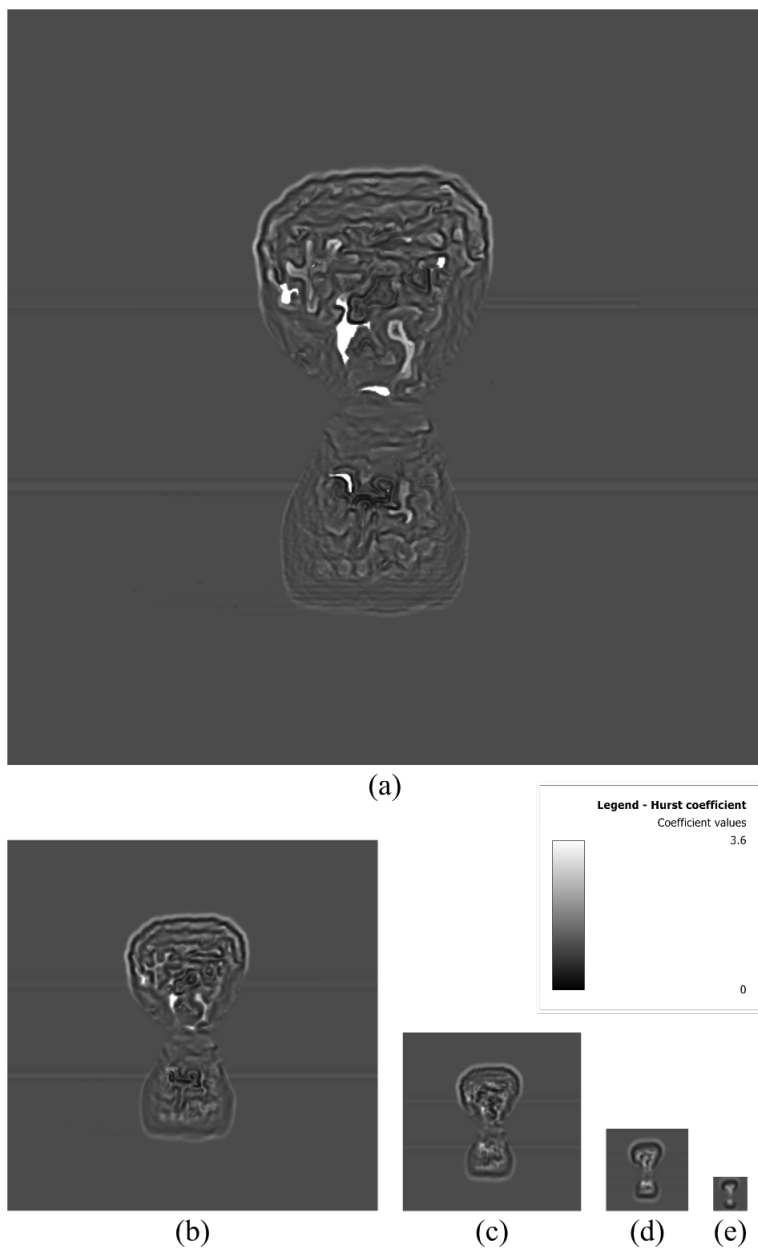 (a)
Legend - Hurst coefficient
Coefficient values
3.6
0
(b)
(c)
(d)
(e)